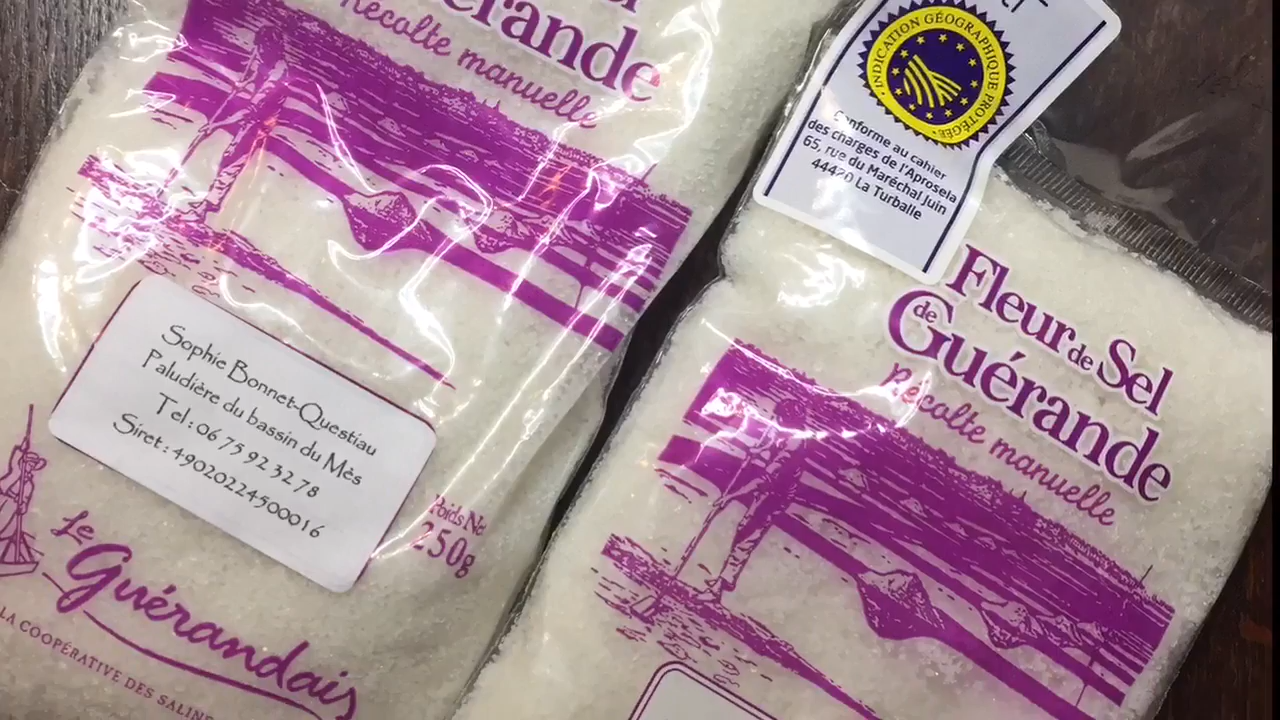 Guérande
Récolte manuelle
Sophie Bonnet-Questiau
Paludière du bassin du Mès
Tel : 06 75 92 32 78
Siret : 49020224500016
Poids Net
250g
Le
Guérandais
LA COOPÉRATIVE DES SALINES
INDICATION GÉOGRAPHIQUE PROTÉGÉE
Conforme au cahier
des charges de l'Aprosela
65, rue du Maréchal Juin
44420 La Turballe
Fleur de Sel
de
Guérande
Récolte manuelle